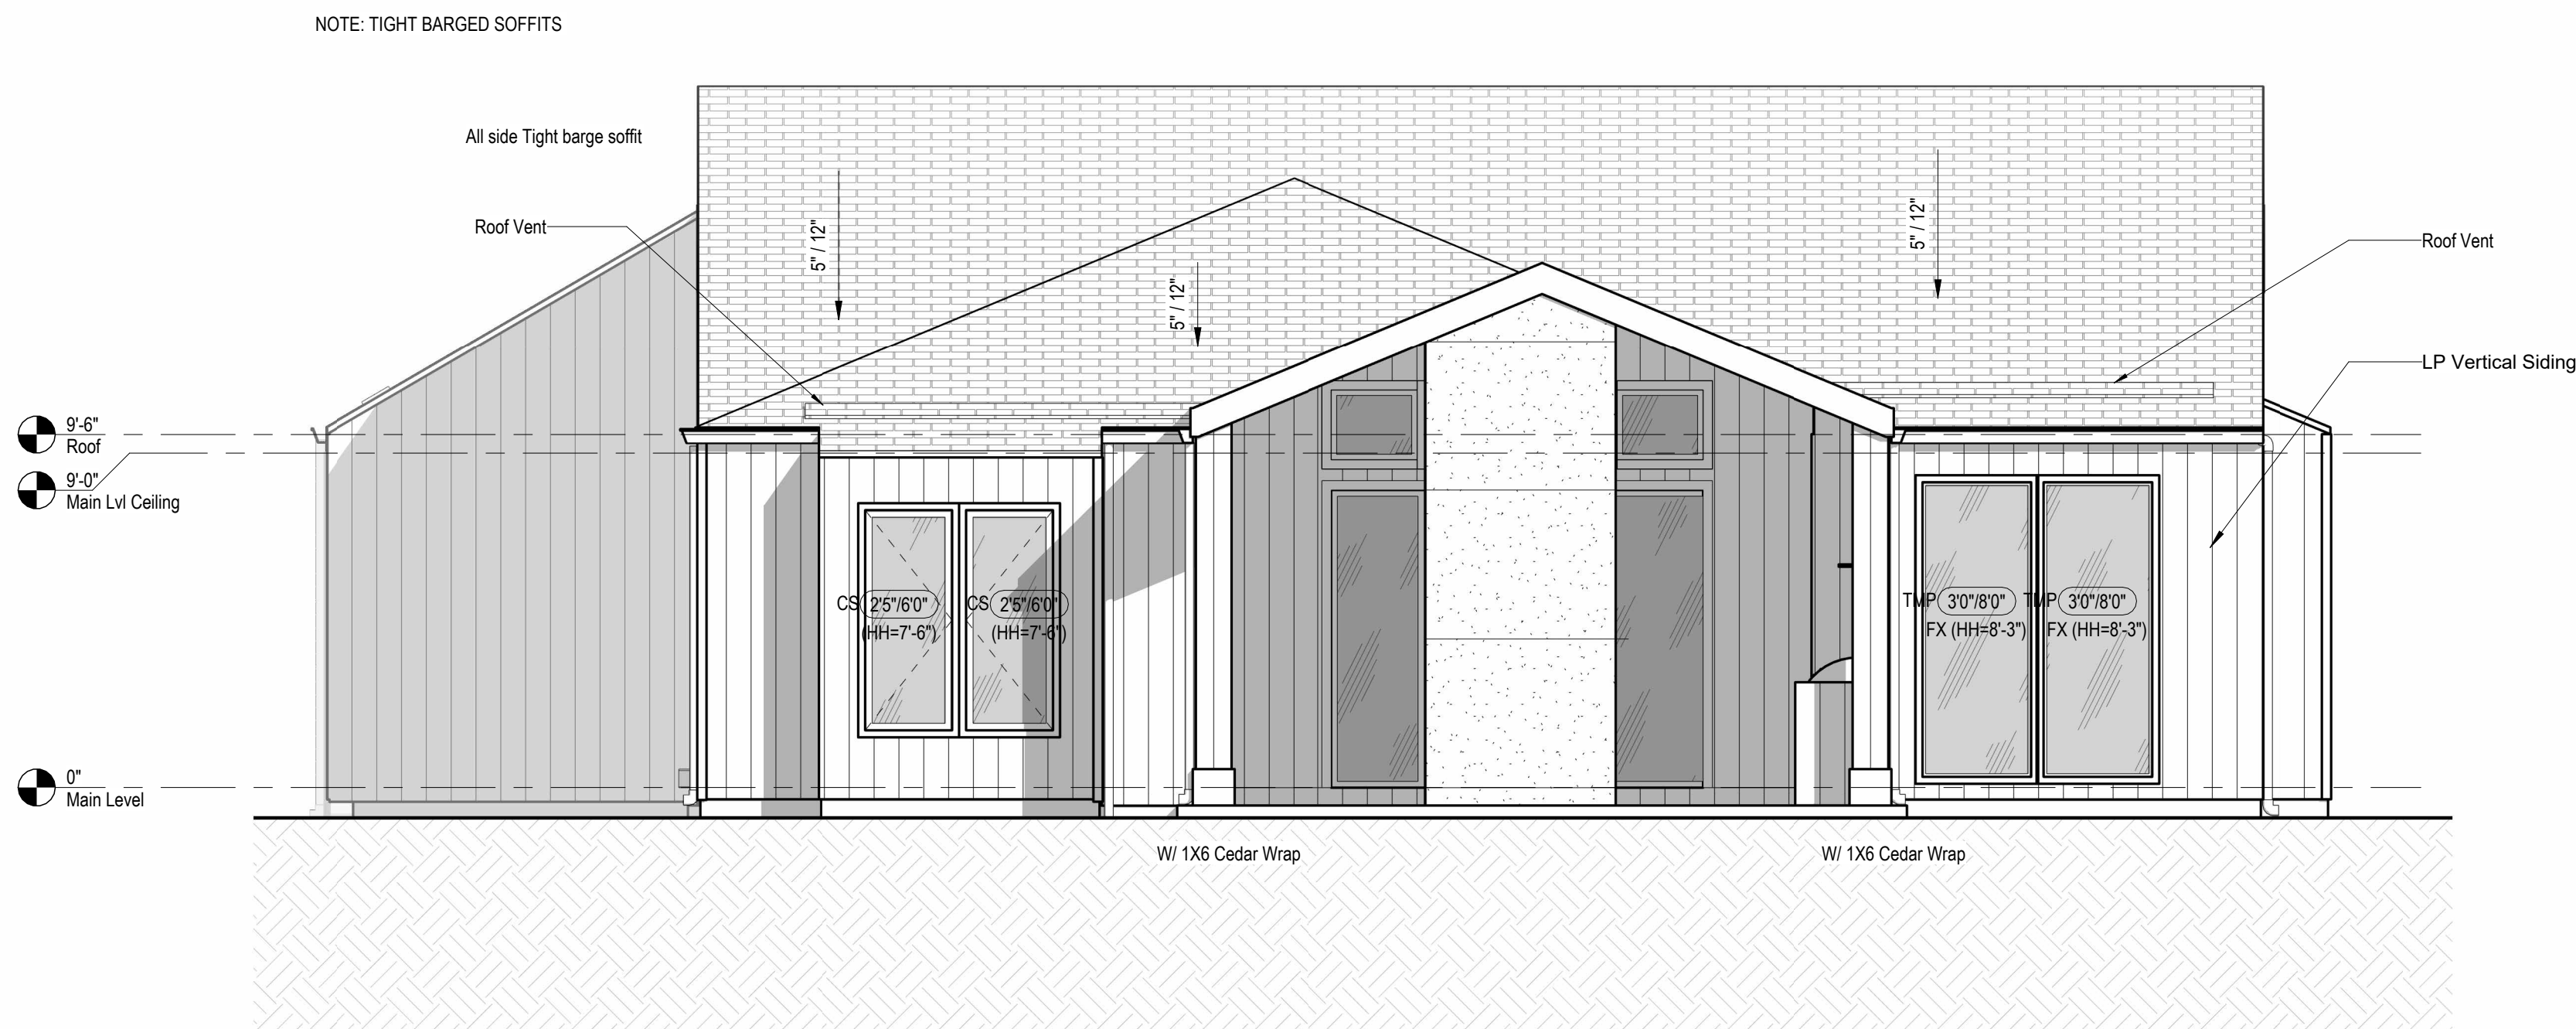 NOTE: TIGHT BARGED SOFFITS
All side Tight barge soffit
Roof Vent
5" / 12"
5" / 12"
5" / 12"
Roof Vent
LP Vertical Siding
9'-6"
Roof
9'-0"
Main Lvl Ceiling
CS 2'5"/6'0" CS 2'5"/6'0"
(HH=7'-6") (HH=7'-6")
TMP 3'0"/8'0" TMP 3'0"/8'0"
FX (HH=8'-3") FX (HH=8'-3")
0"
Main Level
W/ 1X6 Cedar Wrap W/ 1X6 Cedar Wrap